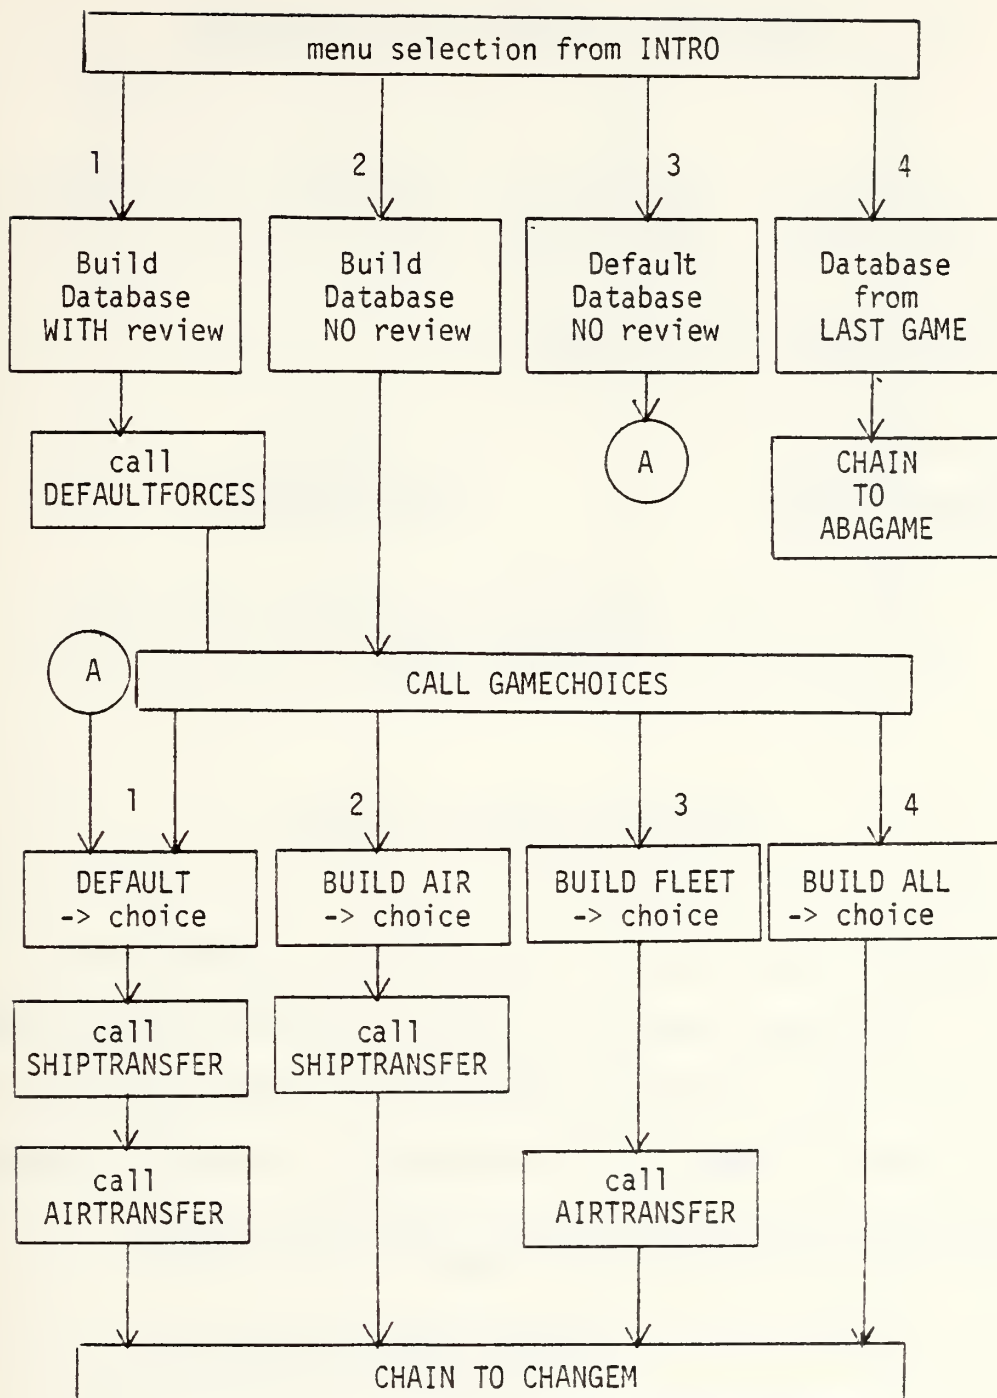 menu selection from INTRO
1
2
3
4
Build
Database
WITH review
Build
Database
NO review
Default
Database
NO review
Database
from
LAST GAME
call
DEFAULTFORCES
A
CHAIN
TO
ABAGAME
A
CALL GAMECHOICES
1
2
3
4
DEFAULT
-> choice
BUILD AIR
-> choice
BUILD FLEET
-> choice
BUILD ALL
-> choice
call
SHIPTRANSFER
call
SHIPTRANSFER
call
AIRTRANSFER
call
AIRTRANSFER
CHAIN TO CHANGEM